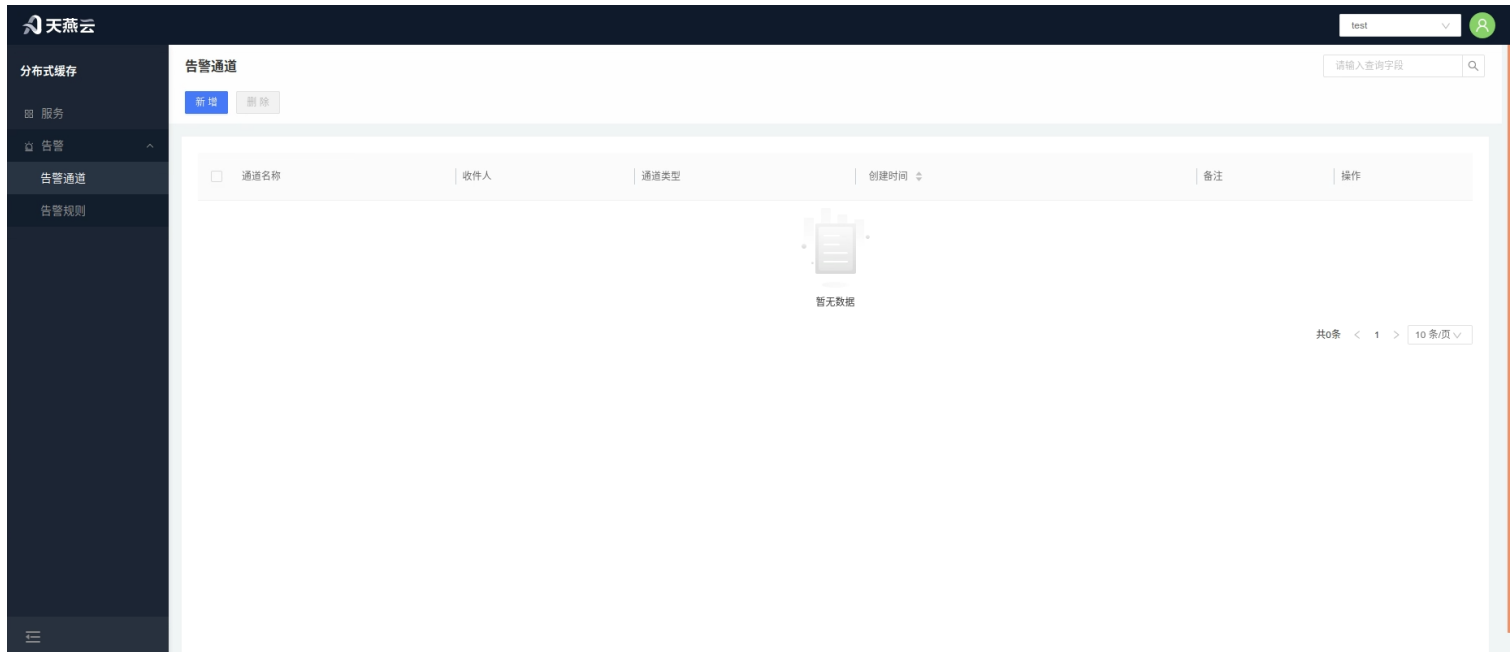 天燕云
test
分布式缓存
服务
告警
告警通道
告警规则
告警通道
请输入查询字段
新增 删除
通道名称 收件人 通道类型 创建时间 备注 操作
暂无数据
共0条 < 1 > 10 条/页